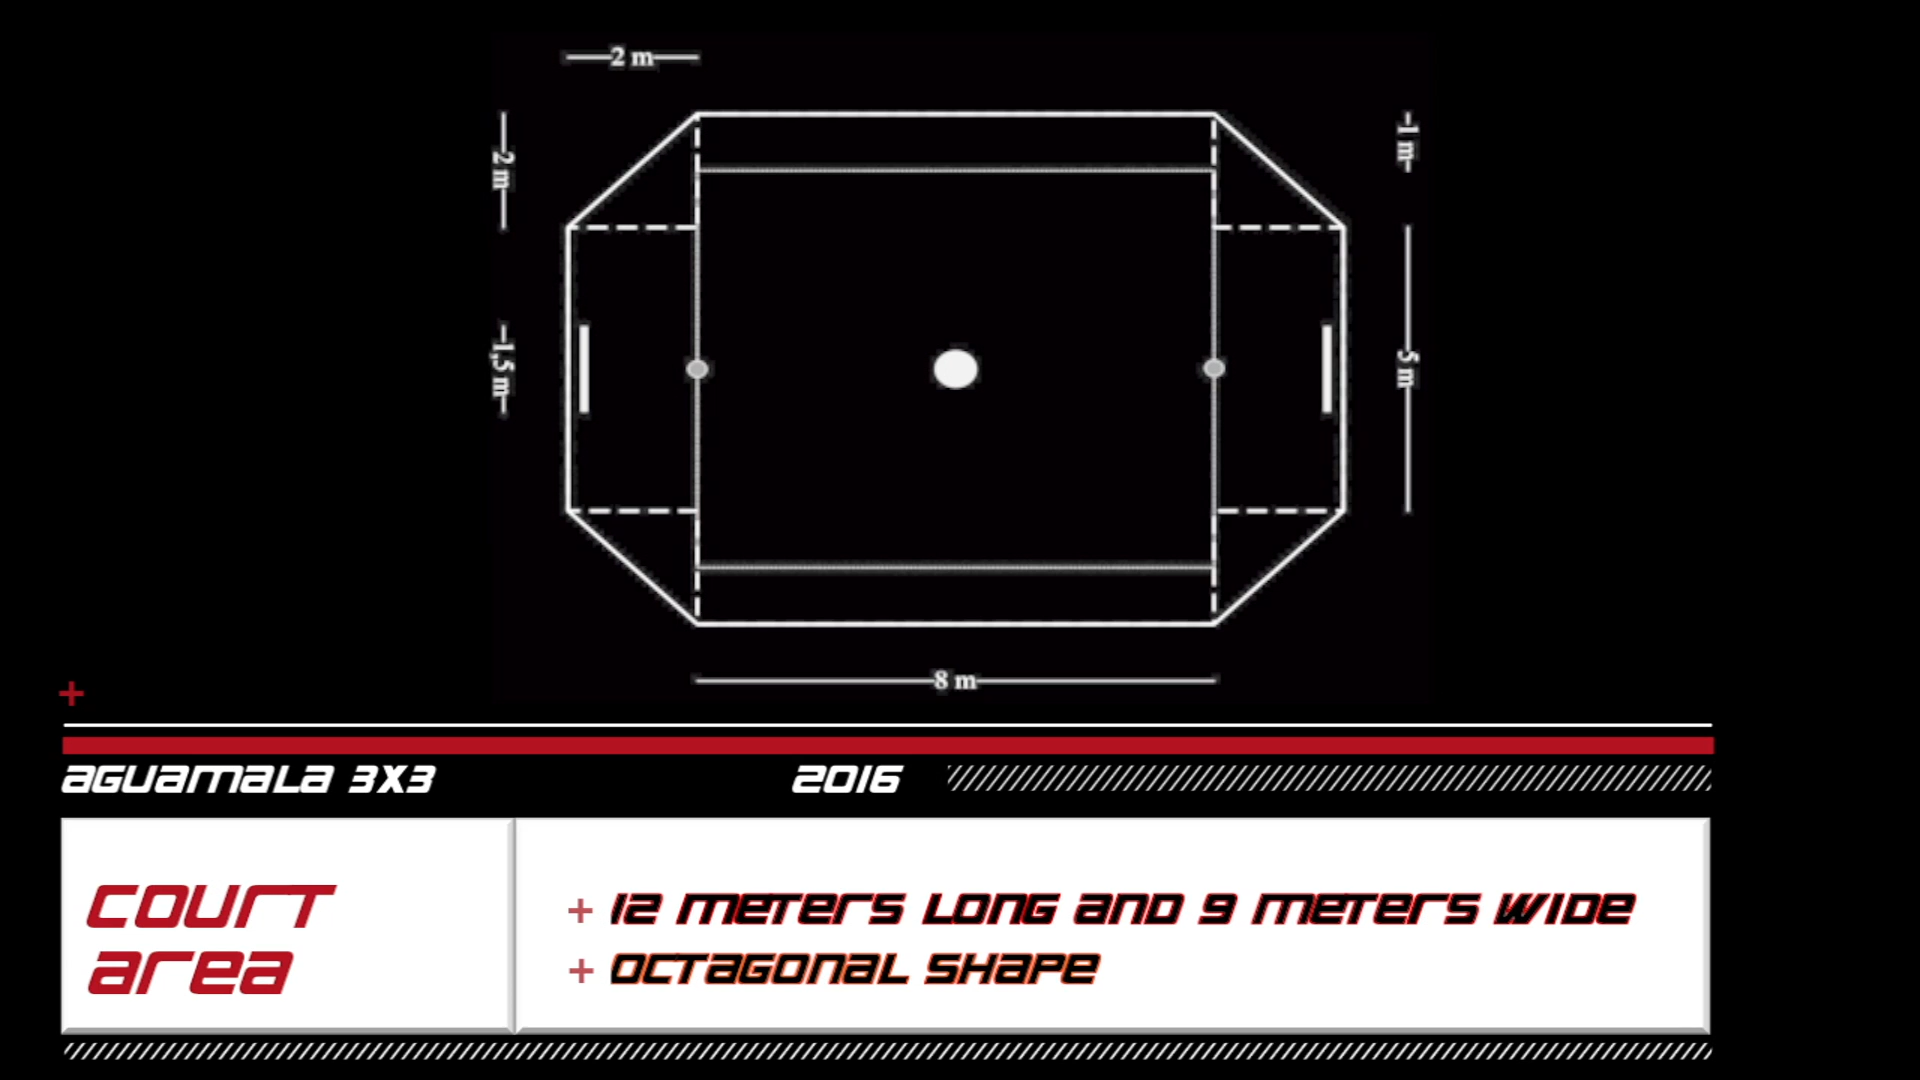 2 m
2 m
1 m
1,5 m
5 m
8 m
AGUAMALA 3X3
2016
COURT
AREA
+ 12 METERS LONG AND 9 METERS WIDE
+ OCTAGONAL SHAPE